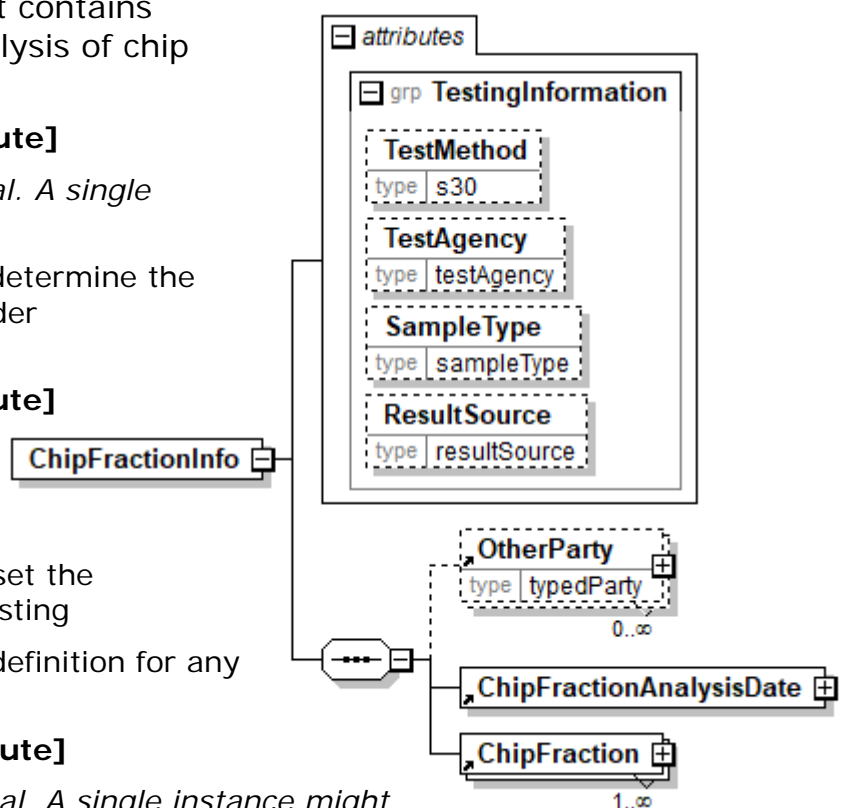 t contains
lysis of chip
ute]
al. A single
determine the
der
ute]
set the
sting
definition for any
ute]
al. A single instance might
ChipFractionInfo
attributes
grp TestingInformation
TestMethod
type s30
TestAgency
type testAgency
SampleType
type sampleType
ResultSource
type resultSource
OtherParty
type typedParty
0..∞
ChipFractionAnalysisDate
ChipFraction
1..∞